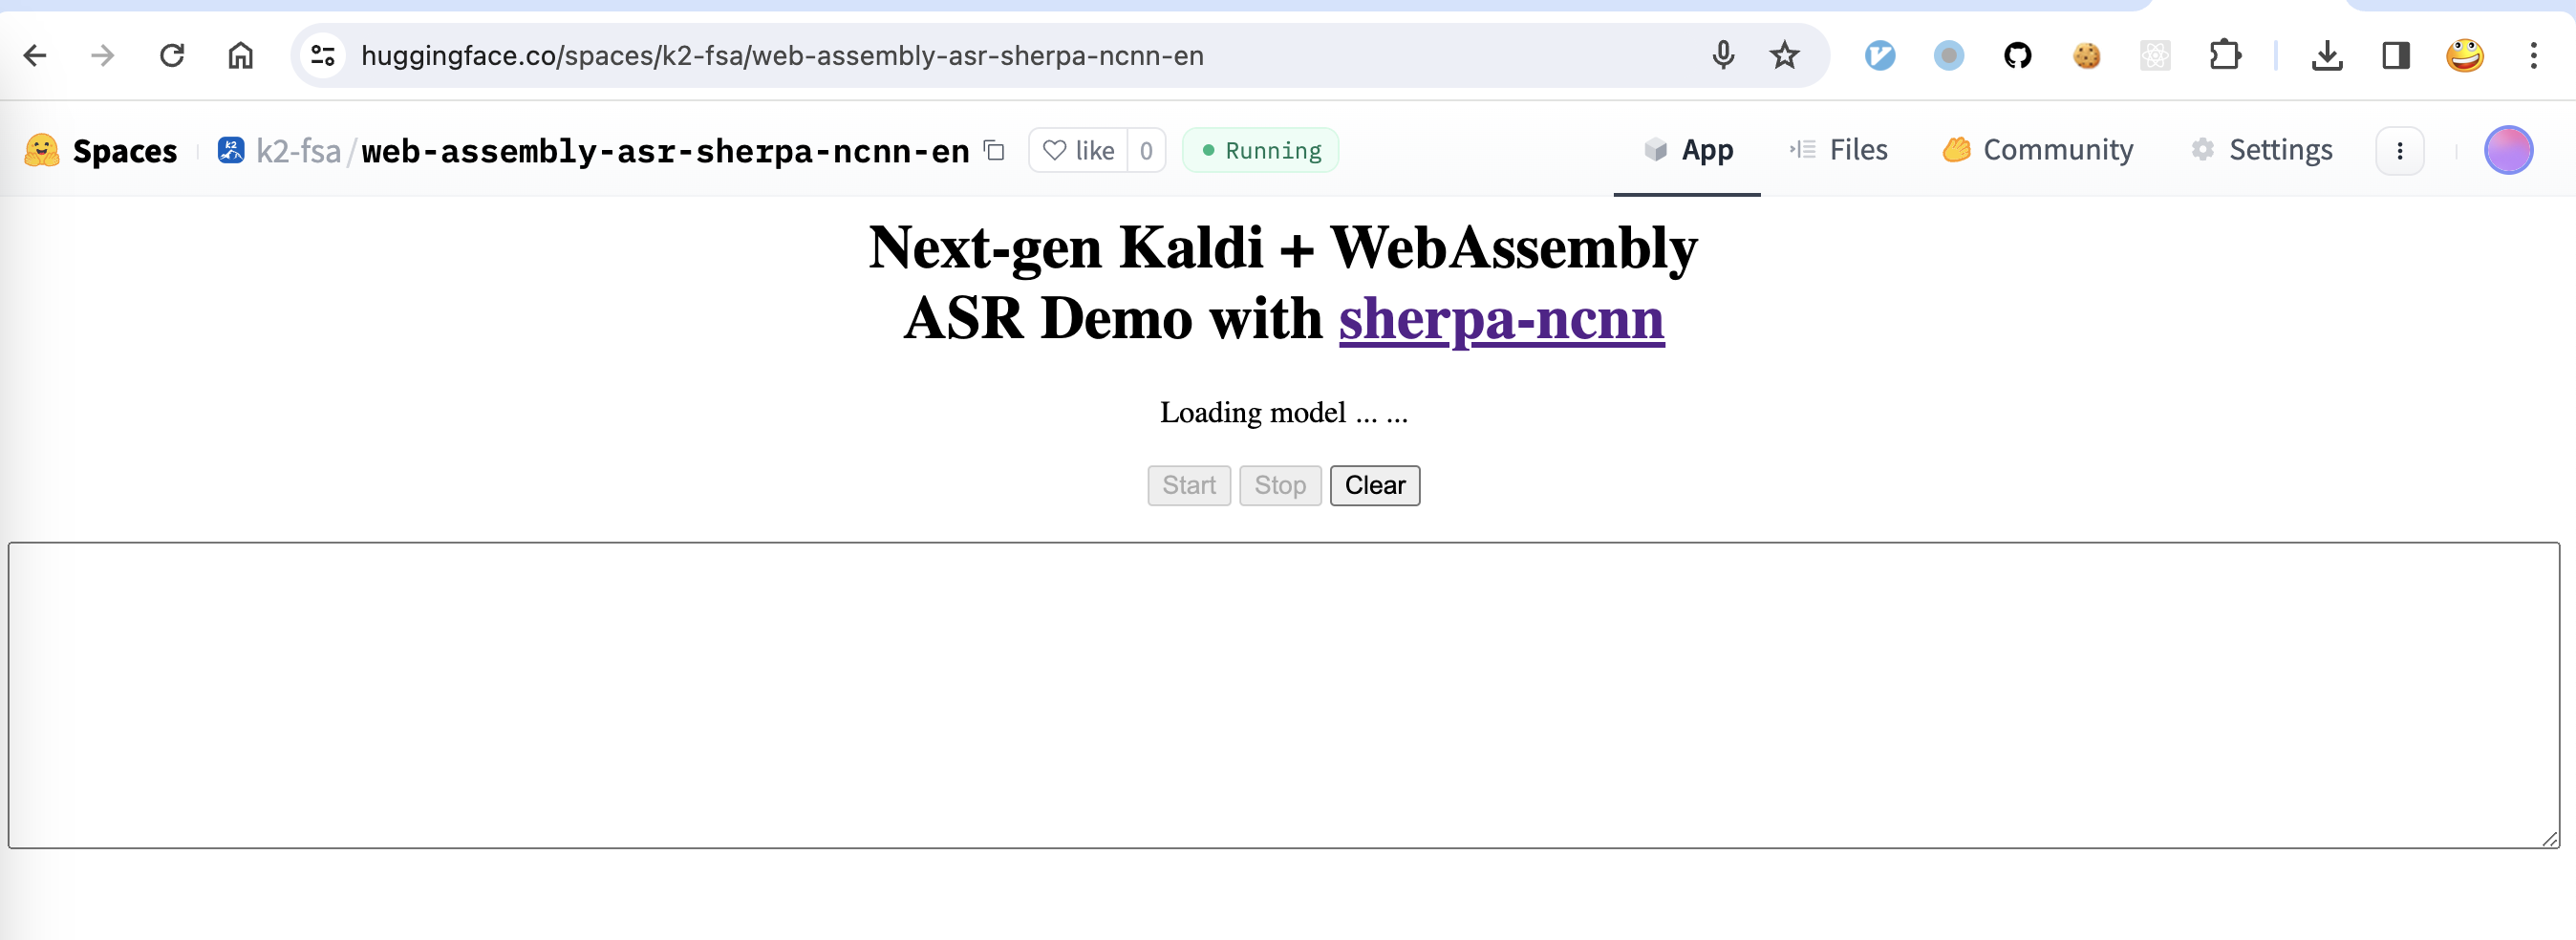 huggingface.co/spaces/k2-fsa/web-assembly-asr-sherpa-ncnn-en
Spaces k2-fsa/web-assembly-asr-sherpa-ncnn-en like 0 Running App Files Community Settings
Next-gen Kaldi + WebAssembly
ASR Demo with sherpa-ncnn
Loading model ... ...
Start Stop Clear